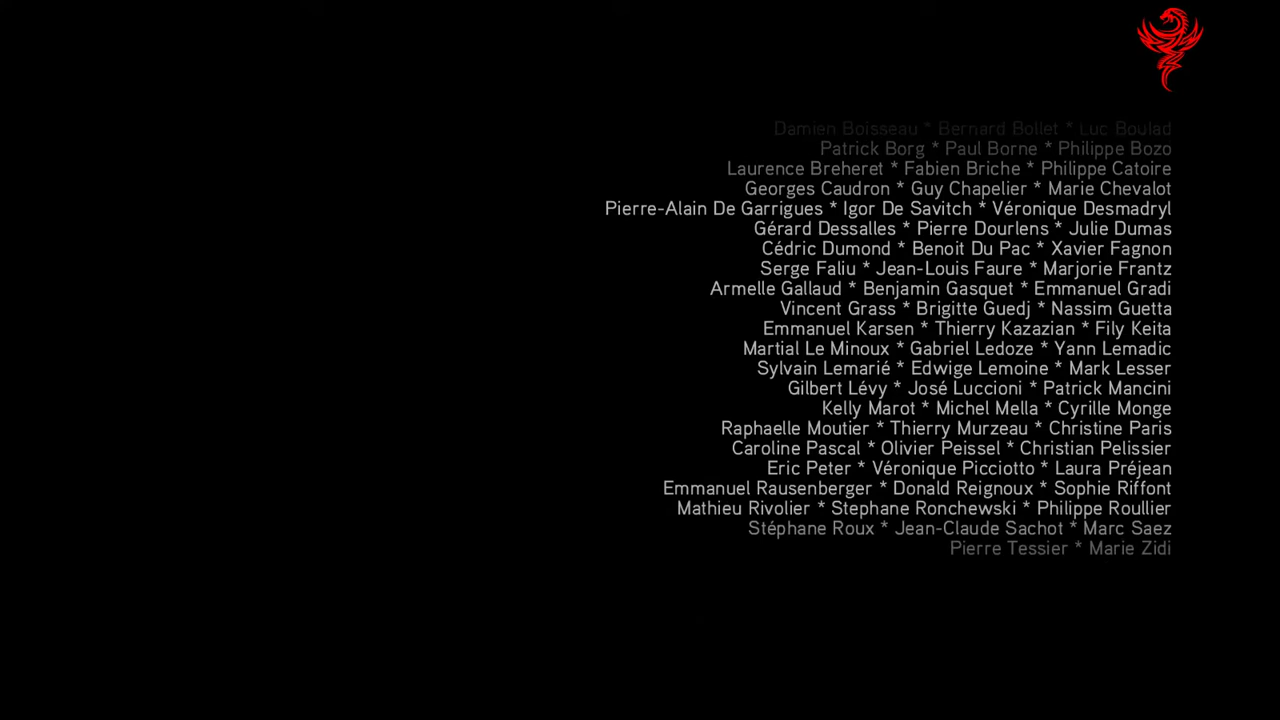 Damien Boisseau * Bernard Bollet * Luc Boulad
Patrick Borg * Paul Borne * Philippe Bozo
Laurence Breheret * Fabien Briche * Philippe Catoire
Georges Caudron * Guy Chapelier * Marie Chevalot
Pierre-Alain De Garrigues * Igor De Savitch * Véronique Desmadryl
Gérard Dessalles * Pierre Dourlens * Julie Dumas
Cédric Dumond * Benoit Du Pac * Xavier Fagnon
Serge Faliu * Jean-Louis Faure * Marjorie Frantz
Armelle Gallaud * Benjamin Gasquet * Emmanuel Gradi
Vincent Grass * Brigitte Guedj * Nassim Guetta
Emmanuel Karsen * Thierry Kazazian * Fily Keita
Martial Le Minoux * Gabriel Ledoze * Yann Lemadic
Sylvain Lemarié * Edwige Lemoine * Mark Lesser
Gilbert Lévy * José Luccioni * Patrick Mancini
Kelly Marot * Michel Mella * Cyrille Monge
Raphaelle Moutier * Thierry Murzeau * Christine Paris
Caroline Pascal * Olivier Peissel * Christian Pelissier
Eric Peter * Véronique Picciotto * Laura Préjean
Emmanuel Rausenberger * Donald Reignoux * Sophie Riffont
Mathieu Rivolier * Stephane Ronchewski * Philippe Roullier
Stéphane Roux * Jean-Claude Sachot * Marc Saez
Pierre Tessier * Marie Zidi